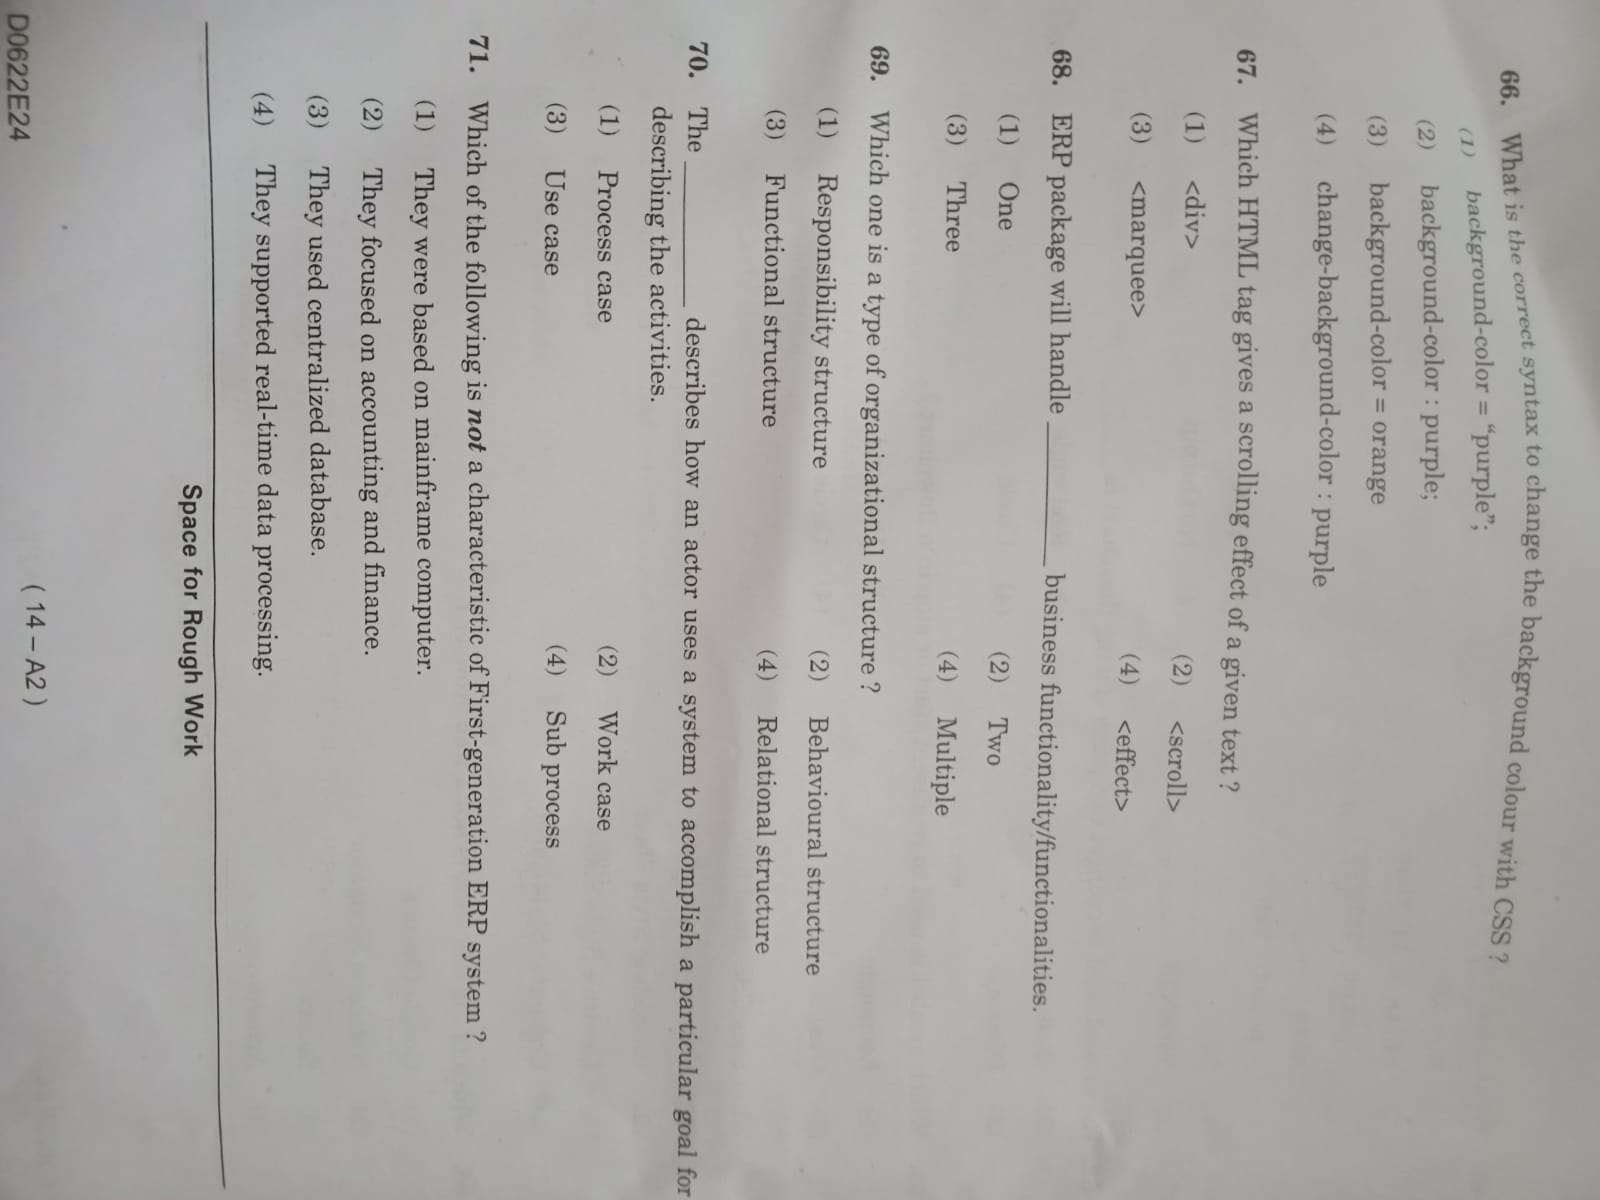 66. What is the correct syntax to change the background colour with CSS ?
(1) background-color = “purple”;
(2) background-color : purple;
(3) background-color = orange
(4) change-background-color : purple
67. Which HTML tag gives a scrolling effect of a given text ?
(1) <div> (2) <scroll>
(3) <marquee> (4) <effect>
68. ERP package will handle ________ business functionality/functionalities.
(1) One (2) Two
(3) Three (4) Multiple
69. Which one is a type of organizational structure ?
(1) Responsibility structure (2) Behavioural structure
(3) Functional structure (4) Relational structure
70. The ________ describes how an actor uses a system to accomplish a particular goal for
describing the activities.
(1) Process case (2) Work case
(3) Use case (4) Sub process
71. Which of the following is not a characteristic of First-generation ERP system ?
(1) They were based on mainframe computer.
(2) They focused on accounting and finance.
(3) They used centralized database.
(4) They supported real-time data processing.
Space for Rough Work
D0622E24 ( 14 – A2 )